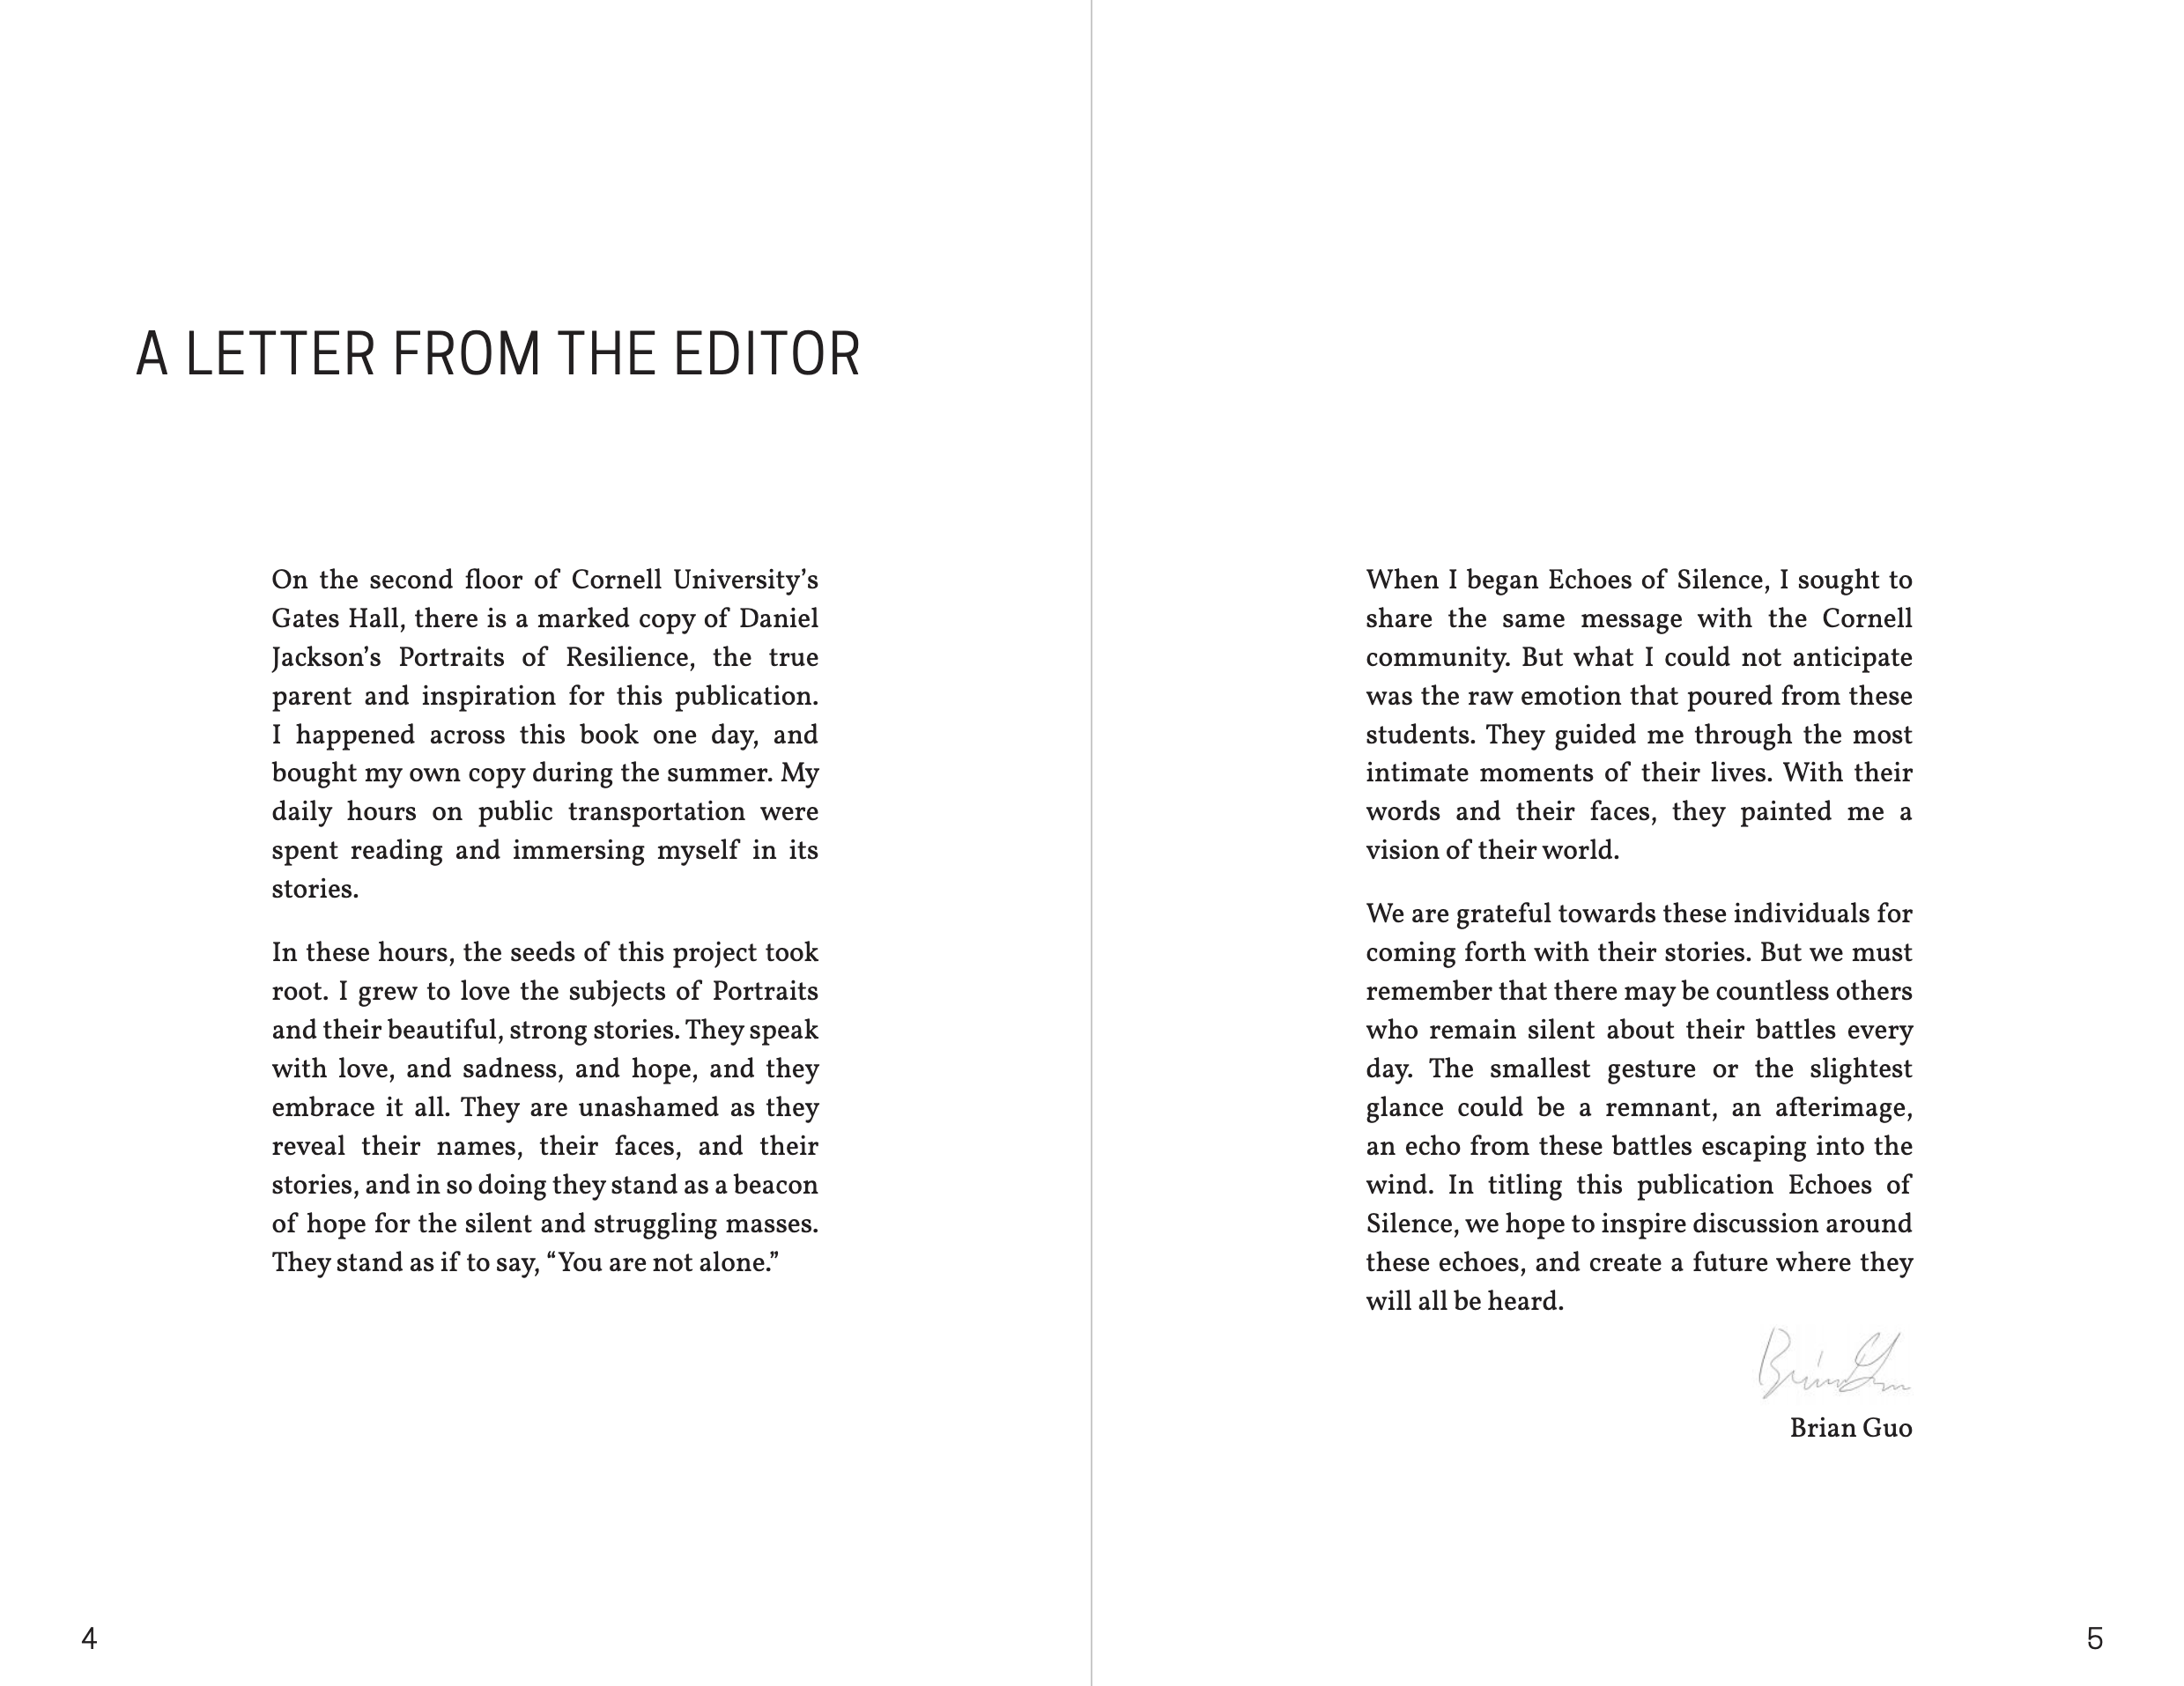 A LETTER FROM THE EDITOR
On the second floor of Cornell University’s
Gates Hall, there is a marked copy of Daniel
Jackson’s Portraits of Resilience, the true
parent and inspiration for this publication.
I happened across this book one day, and
bought my own copy during the summer. My
daily hours on public transportation were
spent reading and immersing myself in its
stories.
In these hours, the seeds of this project took
root. I grew to love the subjects of Portraits
and their beautiful, strong stories. They speak
with love, and sadness, and hope, and they
embrace it all. They are unashamed as they
reveal their names, their faces, and their
stories, and in so doing they stand as a beacon
of hope for the silent and struggling masses.
They stand as if to say, “You are not alone.”
4
When I began Echoes of Silence, I sought to
share the same message with the Cornell
community. But what I could not anticipate
was the raw emotion that poured from these
students. They guided me through the most
intimate moments of their lives. With their
words and their faces, they painted me a
vision of their world.
We are grateful towards these individuals for
coming forth with their stories. But we must
remember that there may be countless others
who remain silent about their battles every
day. The smallest gesture or the slightest
glance could be a remnant, an afterimage,
an echo from these battles escaping into the
wind. In titling this publication Echoes of
Silence, we hope to inspire discussion around
these echoes, and create a future where they
will all be heard.
Brian Guo
Brian Guo
5